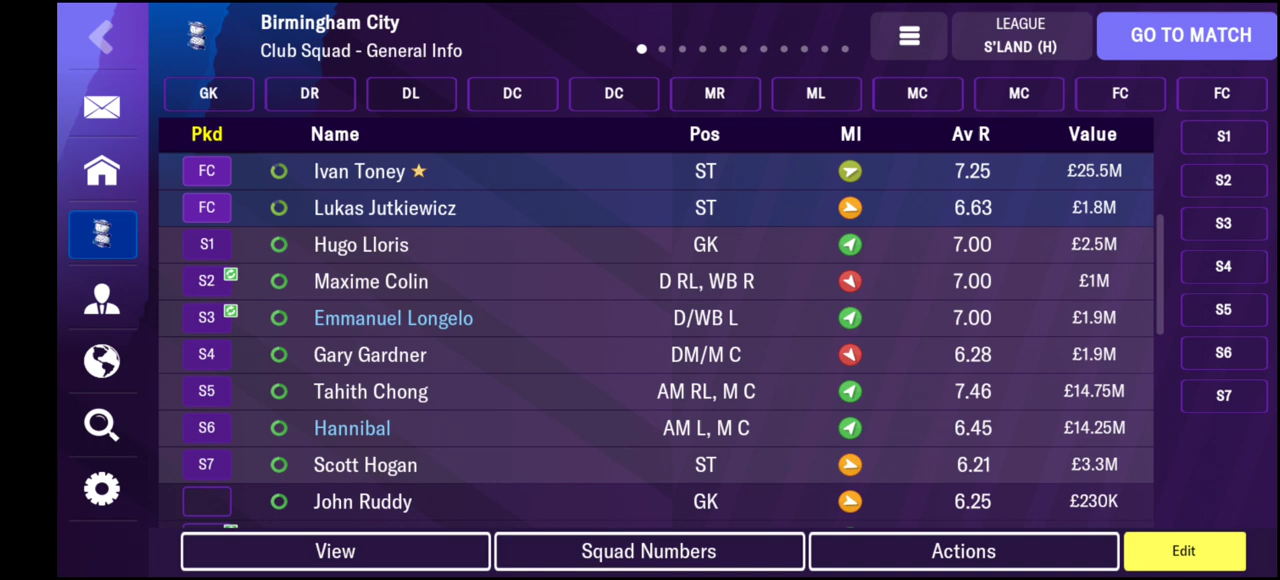 Birmingham City
Club Squad - General Info
LEAGUE
S'LAND (H)
GO TO MATCH
GK DR DL DC DC MR ML MC MC FC FC
Pkd Name Pos Ml Av R Value
FC Ivan Toney ST 7.25 £25.5M
FC Lukas Jutkiewicz ST 6.63 £1.8M
S1 Hugo Lloris GK 7.00 £2.5M
S2 Maxime Colin D RL, WB R 7.00 £1M
S3 Emmanuel Longelo D/WB L 7.00 £1.9M
S4 Gary Gardner DM/M C 6.28 £1.9M
S5 Tahith Chong AM RL, M C 7.46 £14.75M
S6 Hannibal AM L, M C 6.45 £14.25M
S7 Scott Hogan ST 6.21 £3.3M
John Ruddy GK 6.25 £230K
S1
S2
S3
S4
S5
S6
S7
View Squad Numbers Actions Edit